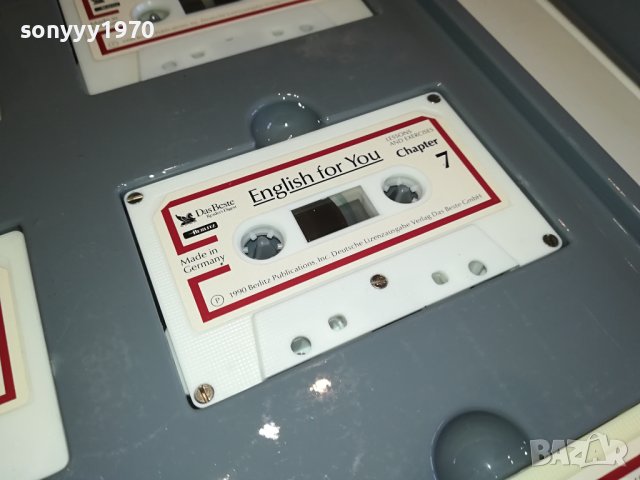 sonyyy1970
English for You
LESSONS
AND EXERCISES
Chapter
7
Das Beste
Reader's Digest
BERLITZ
Made in
Germany
Ⓟ 1990 Berlitz Publications, Inc. Deutsche Lizenzausgabe Verlag Das Beste GmbH
BAZAR